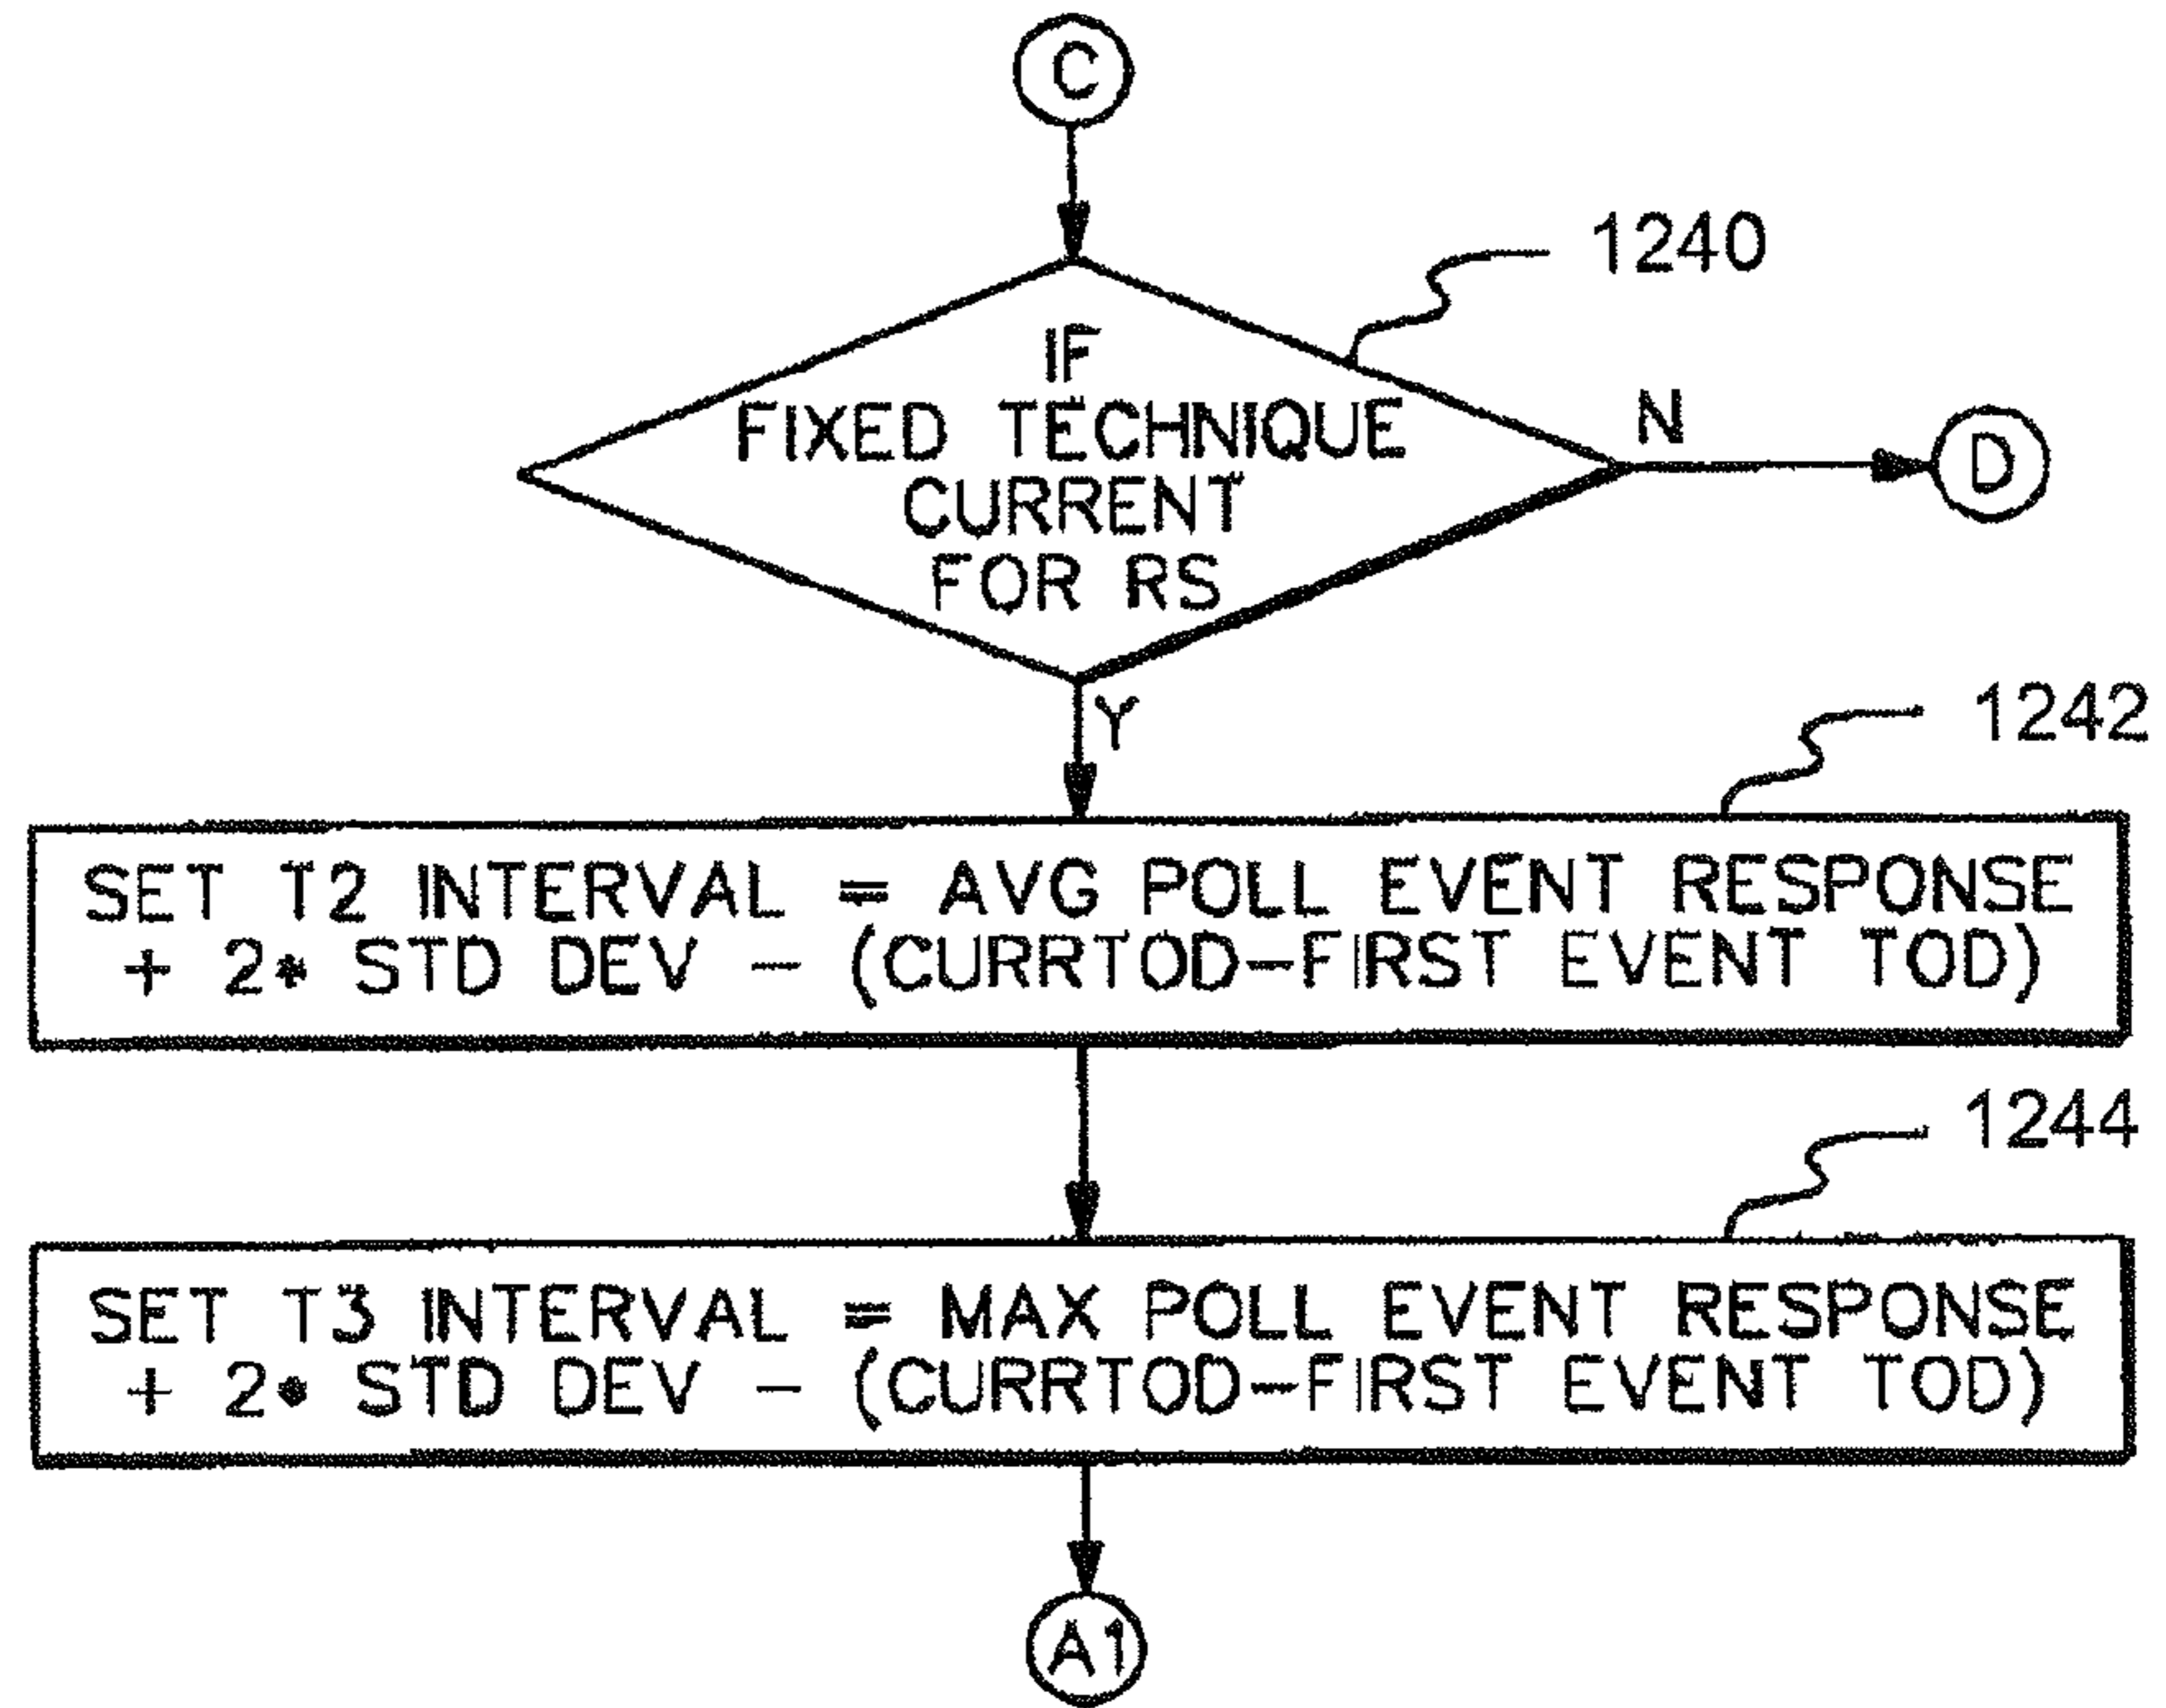 C
1240
IF
FIXED TECHNIQUE
CURRENT
FOR RS
N
D
Y
1242
SET T2 INTERVAL = AVG POLL EVENT RESPONSE
+ 2* STD DEV - (CURRTOD-FIRST EVENT TOD)
1244
SET T3 INTERVAL = MAX POLL EVENT RESPONSE
+ 2* STD DEV - (CURRTOD-FIRST EVENT TOD)
A1